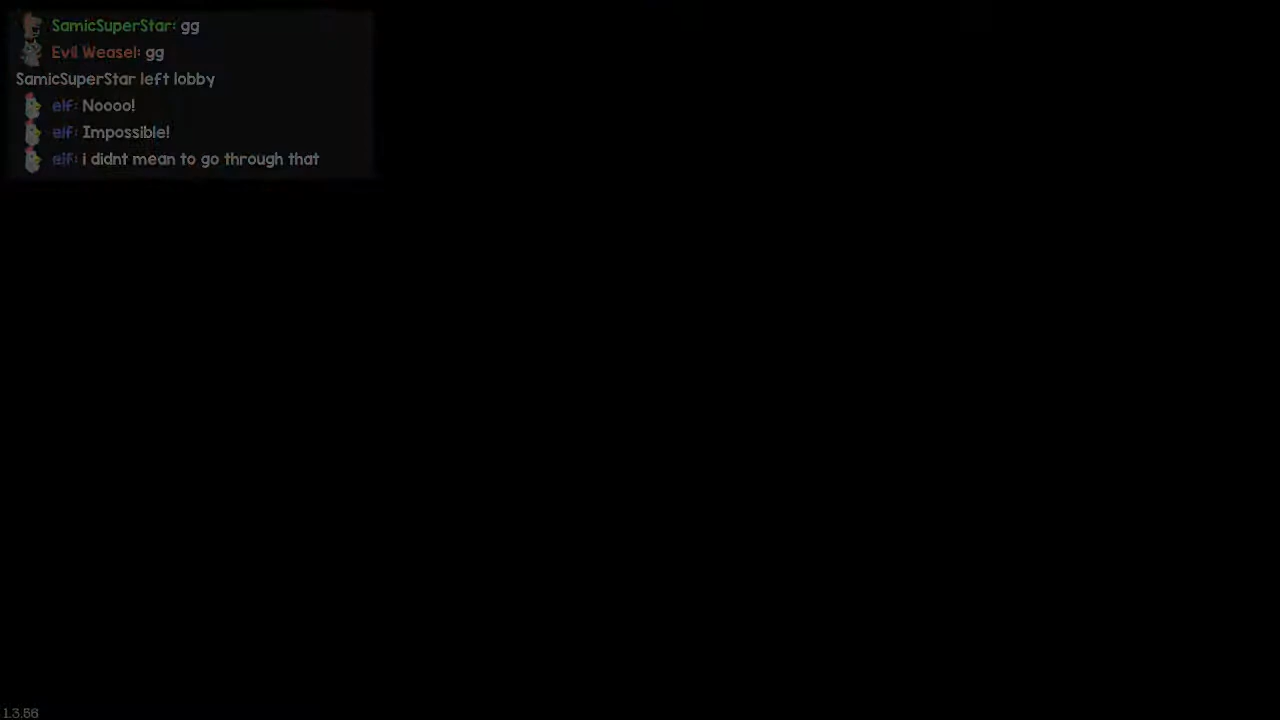 SamicSuperStar: gg
Evil Weasel: gg
SamicSuperStar left lobby
elf: Noooo!
elf: Impossible!
elf: i didnt mean to go through that
1.3.56